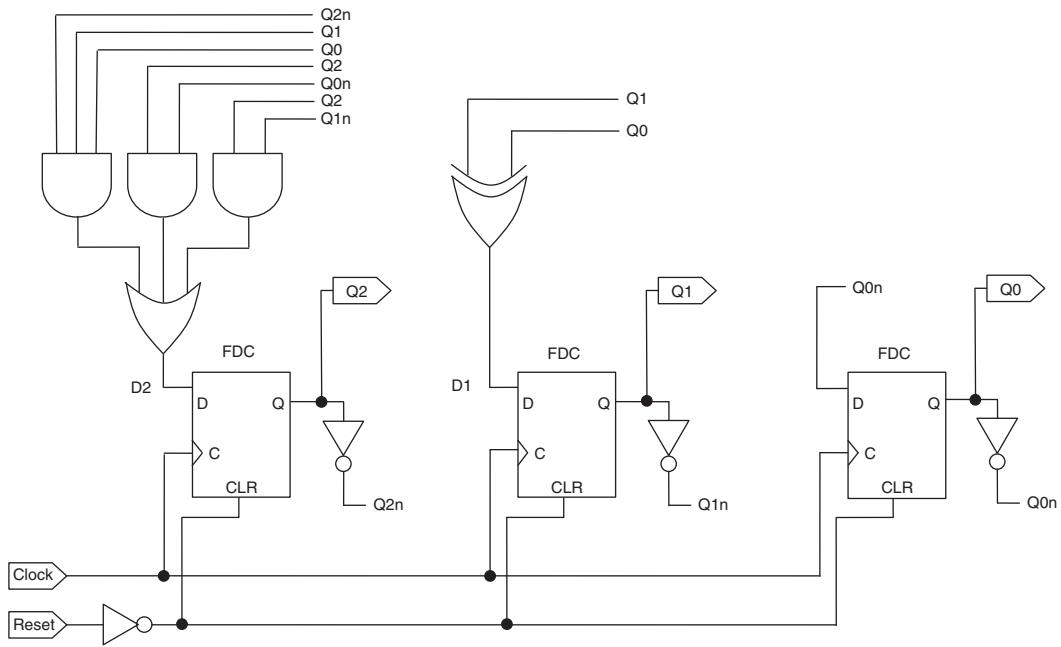 Q2n
Q1
Q0
Q2
Q0n
Q2
Q1n
Q1
Q0
Q2
Q1
Q0n
Q0
FDC
FDC
FDC
D2
D1
D
Q
D
Q
D
Q
C
C
C
CLR
CLR
CLR
Q2n
Q1n
Q0n
Clock
Reset